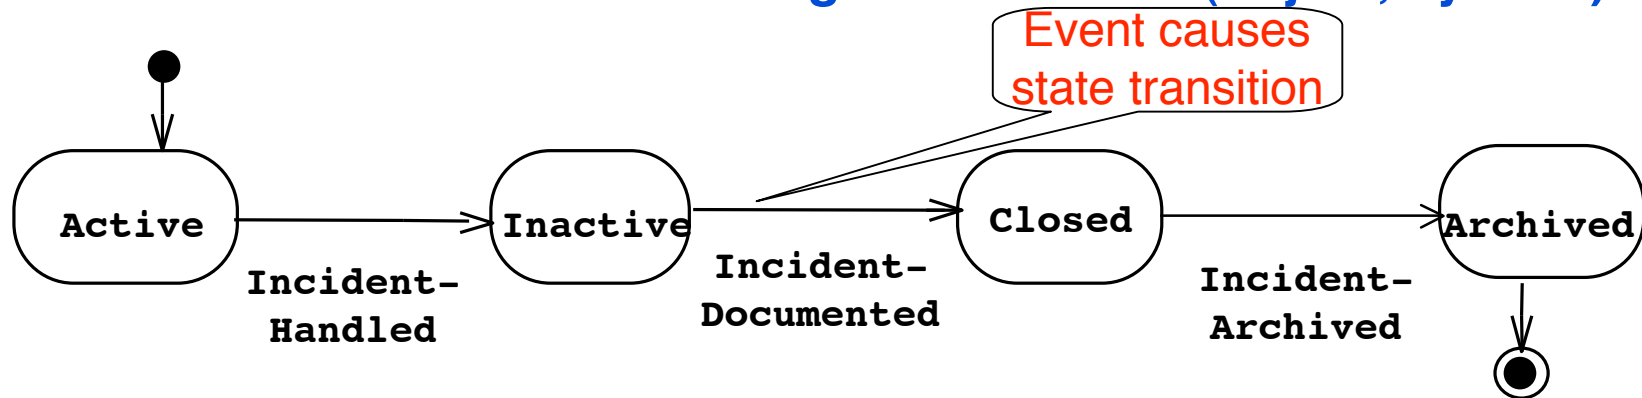 Event causes
state transition
Active
Inactive
Closed
Archived
Incident-
Handled
Incident-
Documented
Incident-
Archived